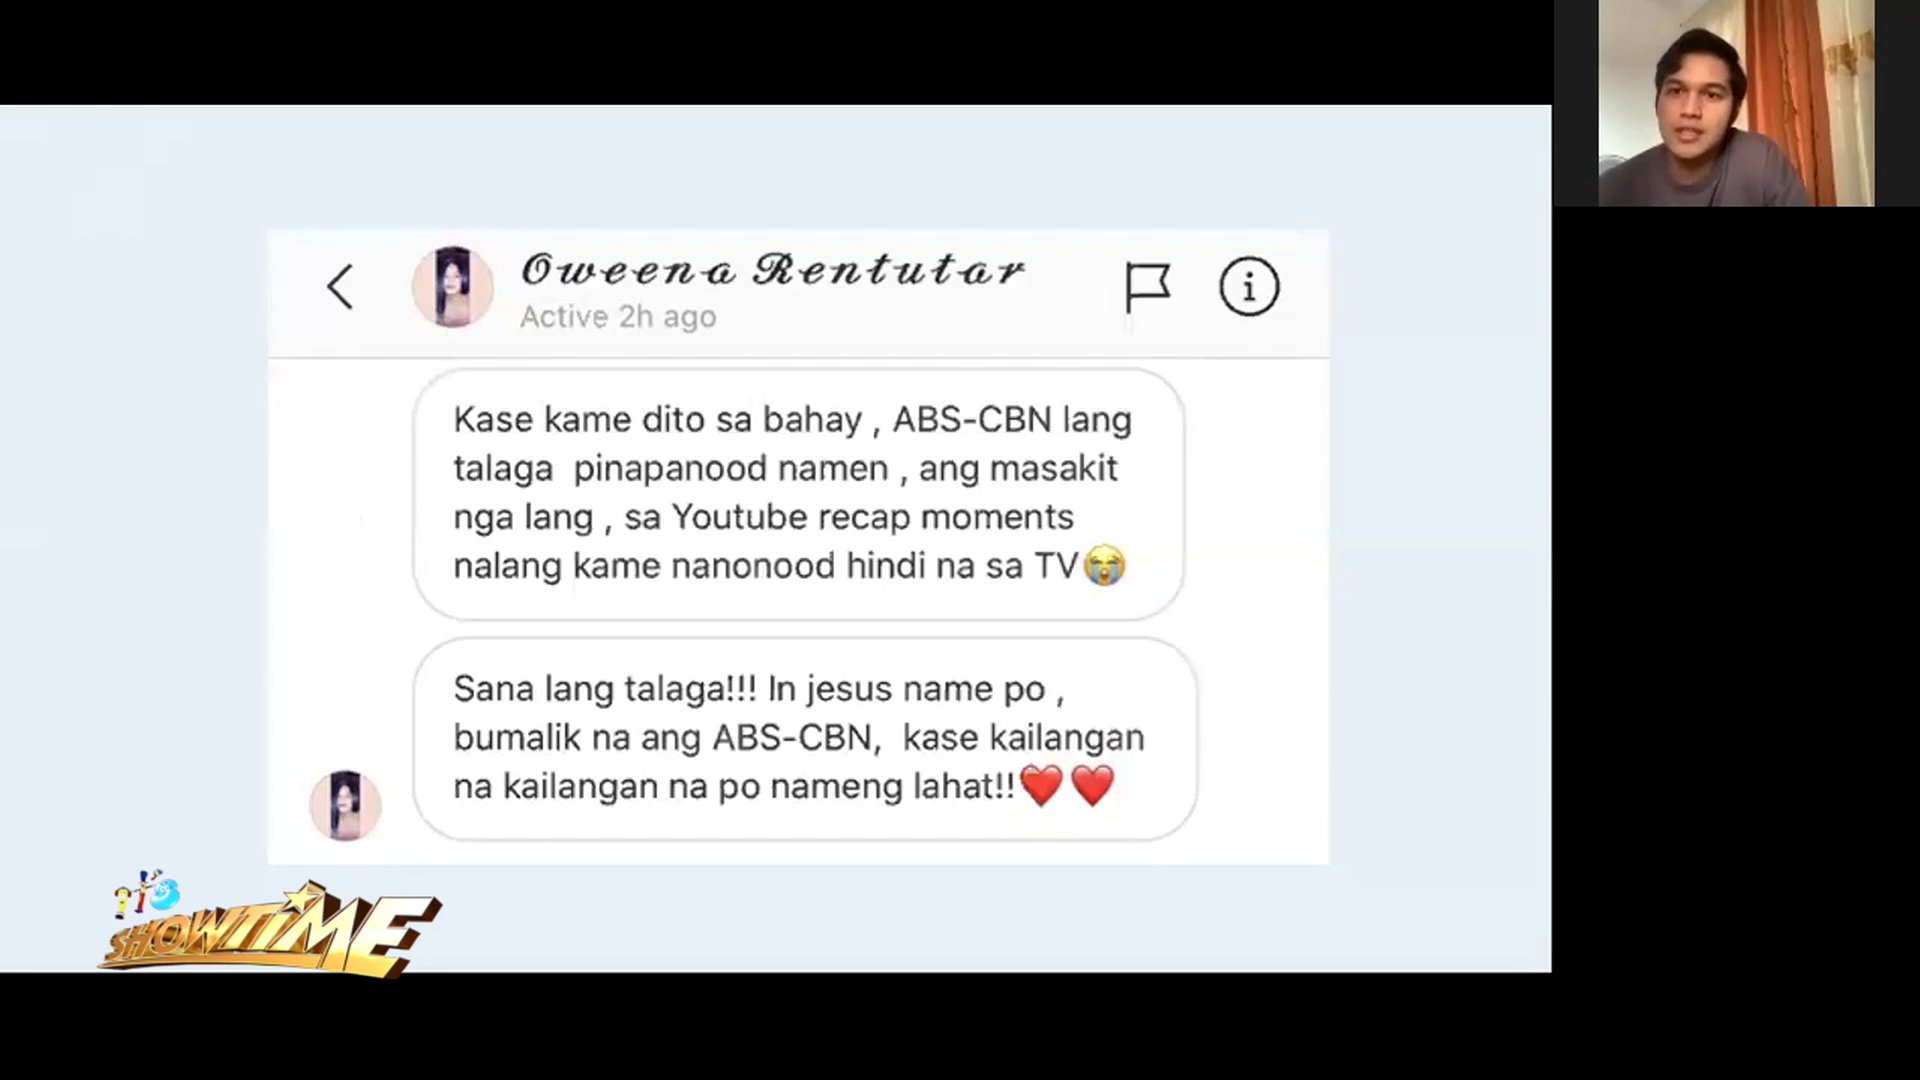 Oweena Rentutar
Active 2h ago
Kase kame dito sa bahay , ABS-CBN lang
talaga pinapanood namen , ang masakit
nga lang , sa Youtube recap moments
nalang kame nanonood hindi na sa TV😭
Sana lang talaga!!! In jesus name po ,
bumalik na ang ABS-CBN, kase kailangan
na kailangan na po nameng lahat!!❤️❤️
it's
SHOWTIME